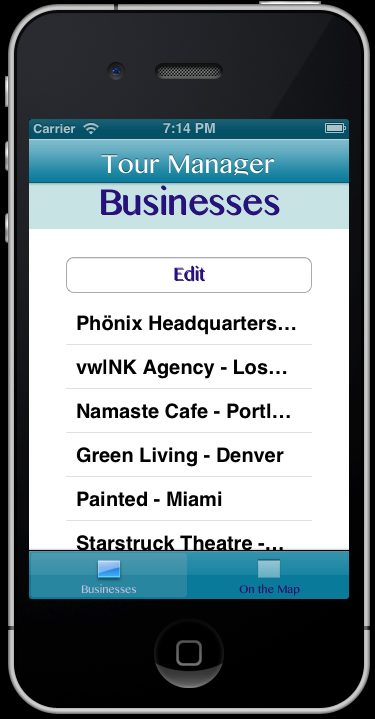 Carrier 7:14 PM
Tour Manager
Businesses
Edit
Phönix Headquarters…
vwINK Agency - Los…
Namaste Cafe - Portl…
Green Living - Denver
Painted - Miami
Starstruck Theatre -…
Businesses On the Map